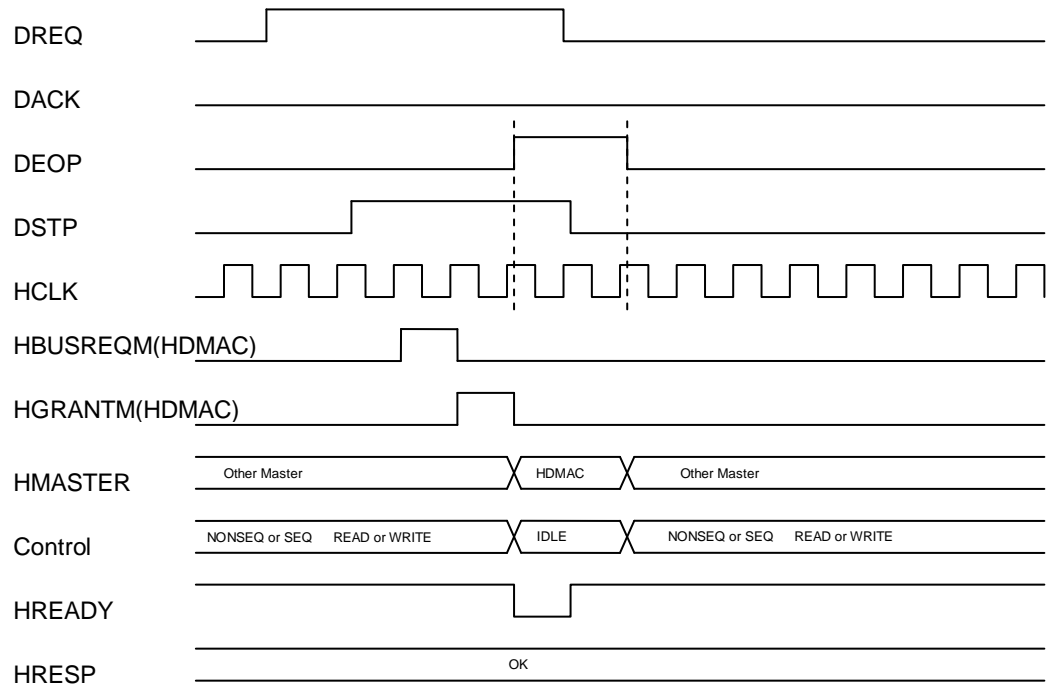 DREQ
DACK
DEOP
DSTP
HCLK
HBUSREQM(HDMAC)
HGRANTM(HDMAC)
HMASTER Other Master HDMAC Other Master
Control NONSEQ or SEQ READ or WRITE IDLE NONSEQ or SEQ READ or WRITE
HREADY
HRESP OK